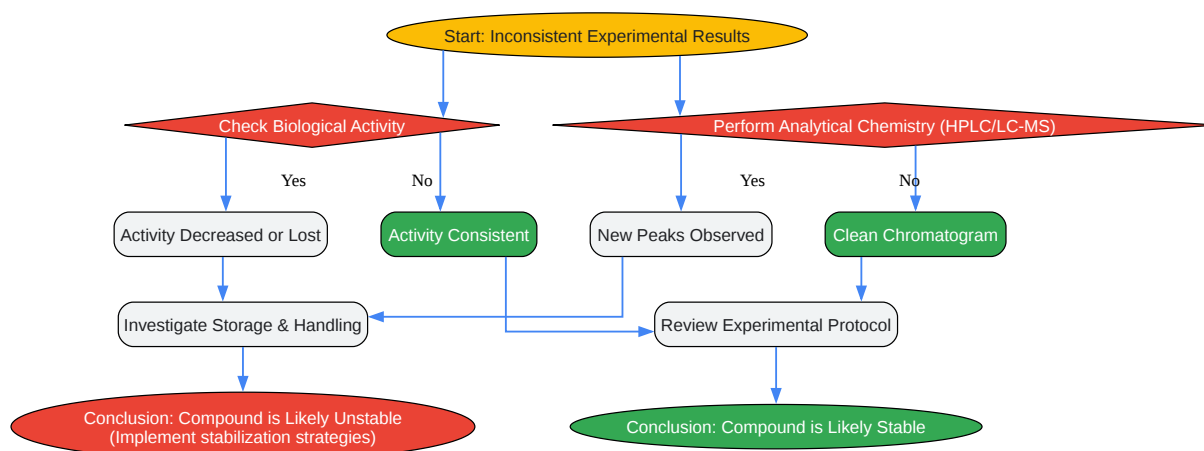 Start: Inconsistent Experimental Results
Check Biological Activity
Perform Analytical Chemistry (HPLC/LC-MS)
Yes
No
Yes
No
Activity Decreased or Lost
Activity Consistent
New Peaks Observed
Clean Chromatogram
Investigate Storage & Handling
Review Experimental Protocol
Conclusion: Compound is Likely Unstable
(Implement stabilization strategies)
Conclusion: Compound is Likely Stable